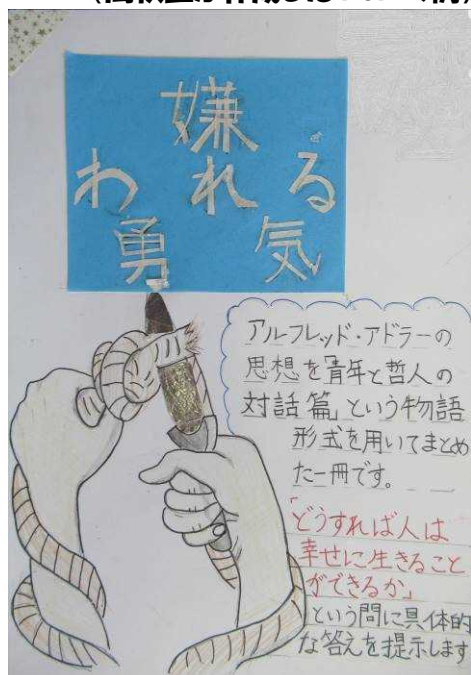 嫌
われる
勇気
アルフレッド・アドラーの
思想を「青年と哲人の
対話篇」という物語
形式を用いてまとめ
た一冊です。
「どうすれば人は
幸せに生きること
ができるか」
という問に具体的
な答えを提示します